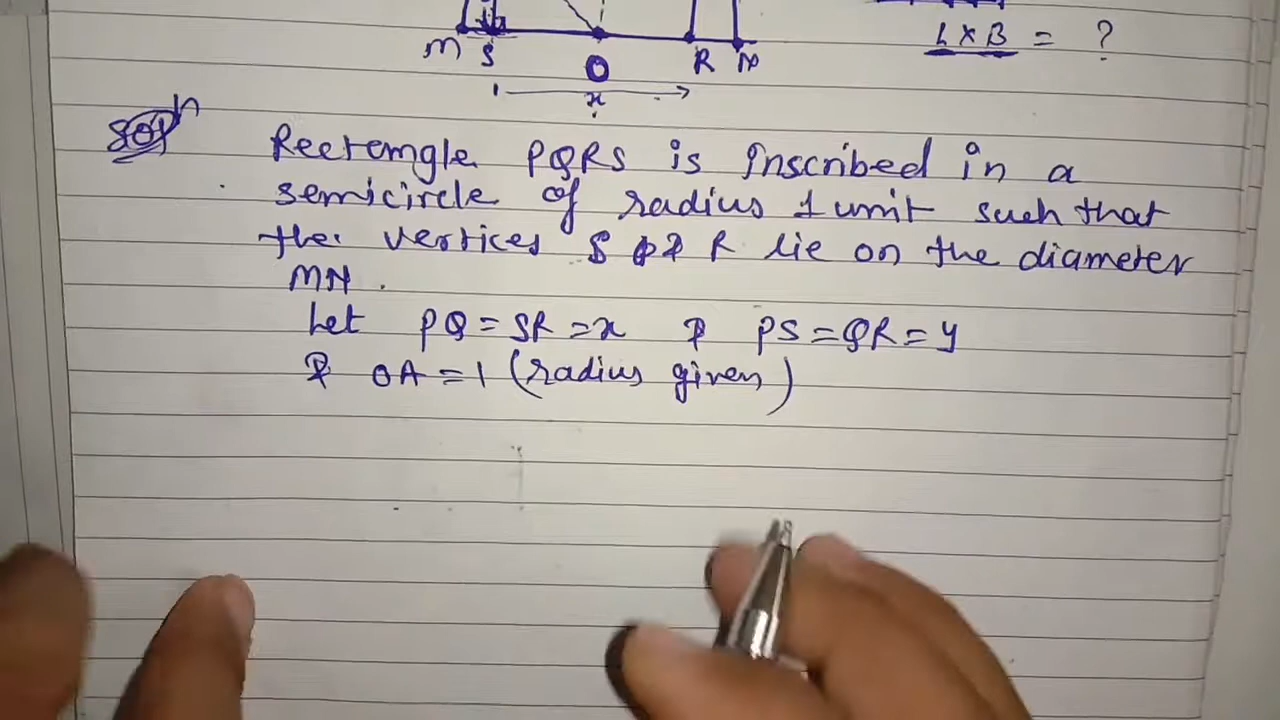 L × B = ?
M S O R N
x
Solⁿ Rectangle PQRS is inscribed in a
semicircle of radius 1 unit such that
the vertices S & R lie on the diameter
MN.
Let PQ = SR = x & PS = QR = y
& OA = 1 (radius given)